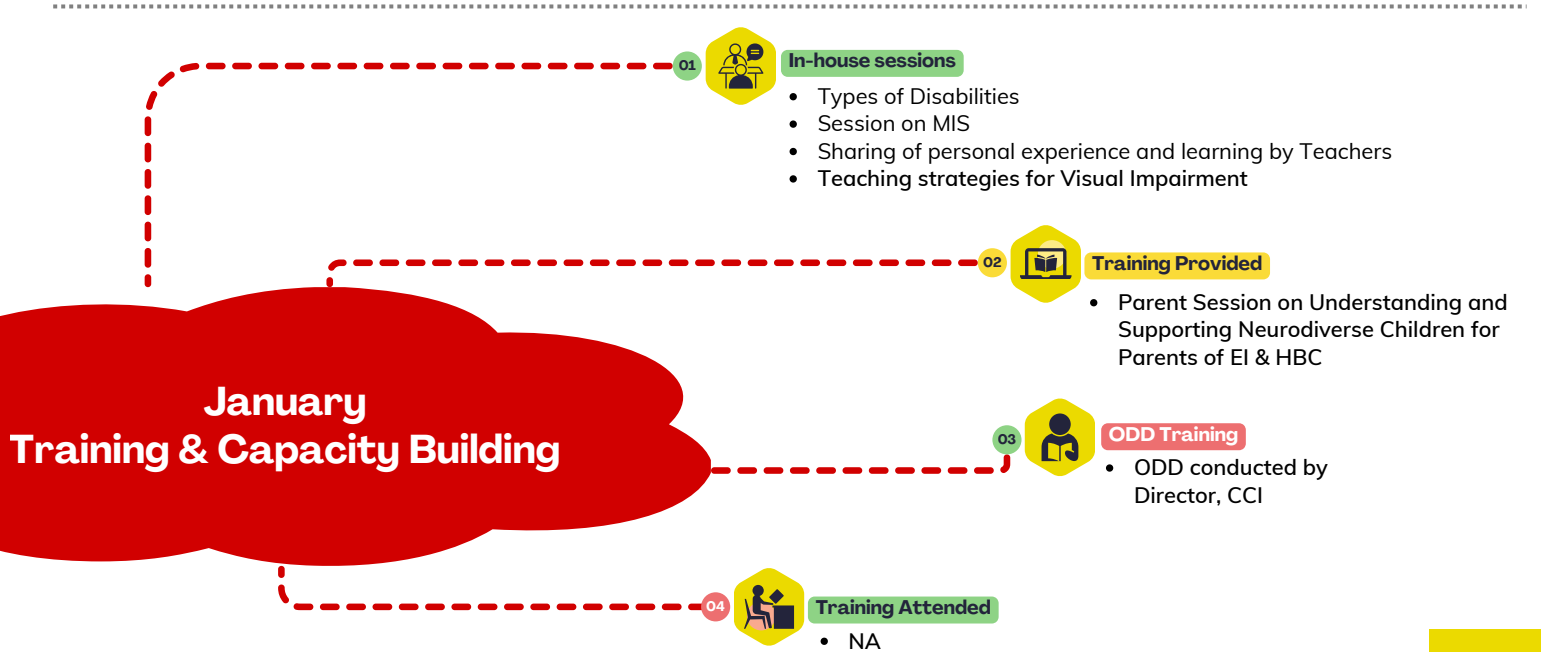 01
In-house sessions
• Types of Disabilities
• Session on MIS
• Sharing of personal experience and learning by Teachers
• Teaching strategies for Visual Impairment
02
Training Provided
• Parent Session on Understanding and
Supporting Neurodiverse Children for
Parents of EI & HBC
January
Training & Capacity Building
03
ODD Training
• ODD conducted by
Director, CCI
04
Training Attended
• NA